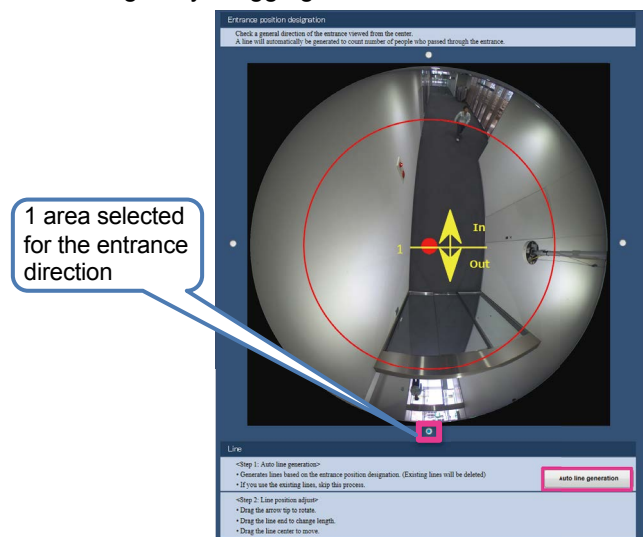 Entrance position designation
Check a general direction of the entrance viewed from the center.
A line will automatically be generated to count number of people who passed through the entrance.
In
1
Out
1 area selected
for the entrance
direction
Line
<Step 1: Auto line generation>
• Generates lines based on the entrance position designation. (Existing lines will be deleted)
• If you use the existing lines, skip this process.
Auto line generation
<Step 2: Line position adjust>
• Drag the arrow tip to rotate.
• Drag the line end to change length.
• Drag the line center to move.